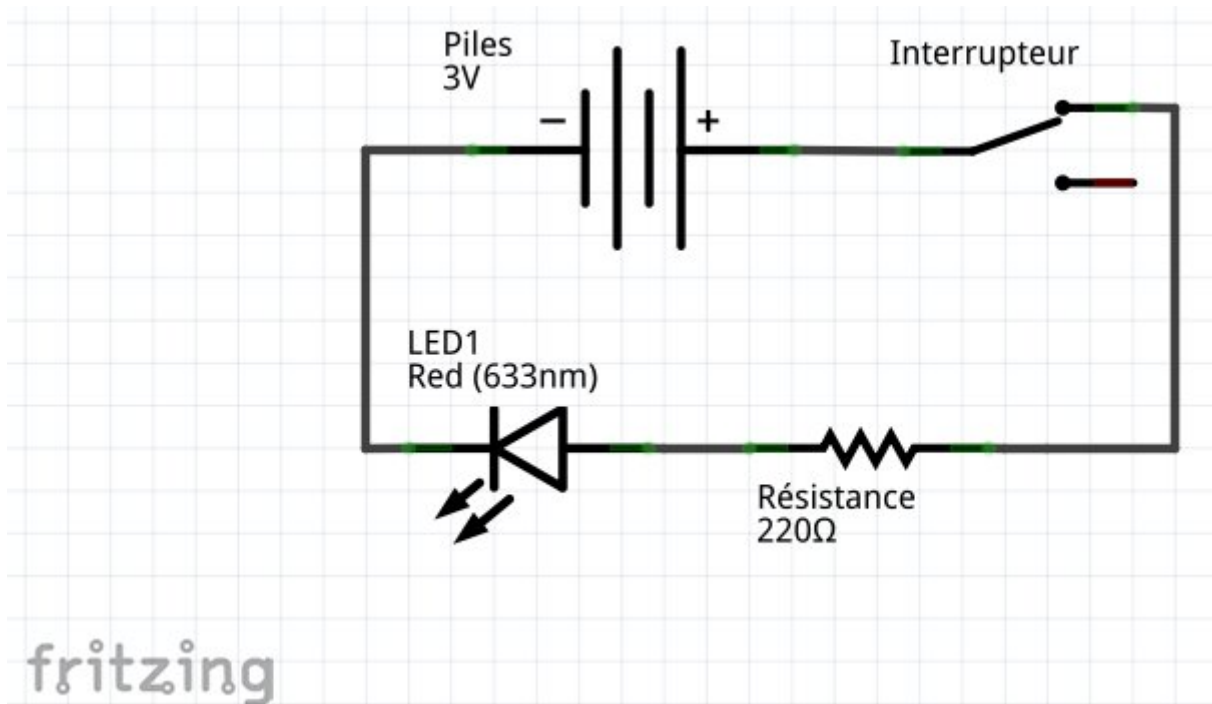 Piles
3V
Interrupteur
−
+
LED1
Red (633nm)
Résistance
220Ω
fritzing